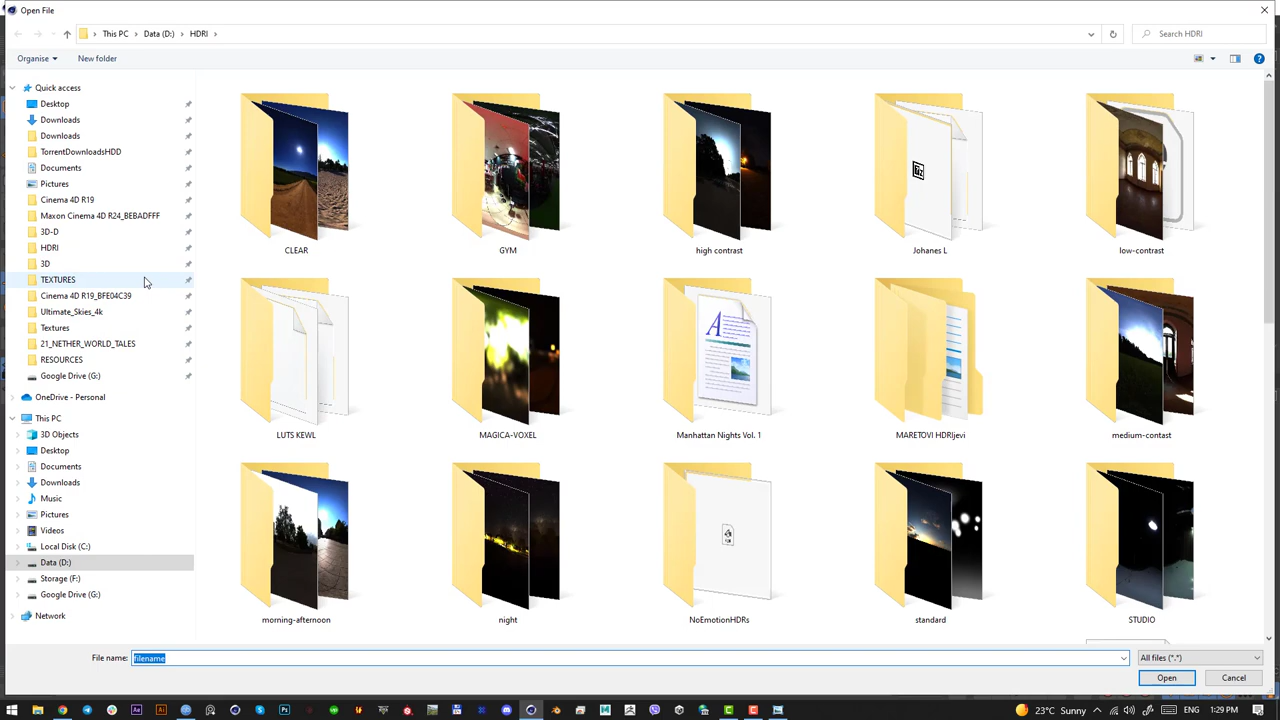 Open File
This PC
Data (D:)
HDRI
Search HDRI
Organise
New folder
Quick access
Desktop
Downloads
Downloads
TorrentDownloadsHDD
Documents
Pictures
Cinema 4D R19
Maxon Cinema 4D R24_BEBADFFF
3D-D
HDRI
3D
TEXTURES
Cinema 4D R19_BFE04C39
Ultimate_Skies_4k
Textures
21_NETHER_WORLD_TALES
RESOURCES
Google Drive (G:)
OneDrive - Personal
This PC
3D Objects
Desktop
Documents
Downloads
Music
Pictures
Videos
Local Disk (C:)
Data (D:)
Storage (F:)
Google Drive (G:)
Network
CLEAR
GYM
high contrast
Johanes L
low-contrast
LUTS KEWL
MAGICA-VOXEL
Manhattan Nights Vol. 1
MARETOVI HDRIjevi
medium-contast
morning-afternoon
night
NoEmotionHDRs
standard
STUDIO
File name:
filename
All files (*.*)
Open
Cancel
23°C Sunny
ENG
1:29 PM